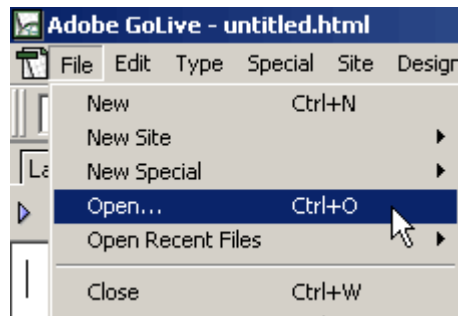 Adobe GoLive - untitled.html
File Edit Type Special Site Design
New Ctrl+N
New Site
New Special
La
Open... Ctrl+O
Open Recent Files
Close Ctrl+W